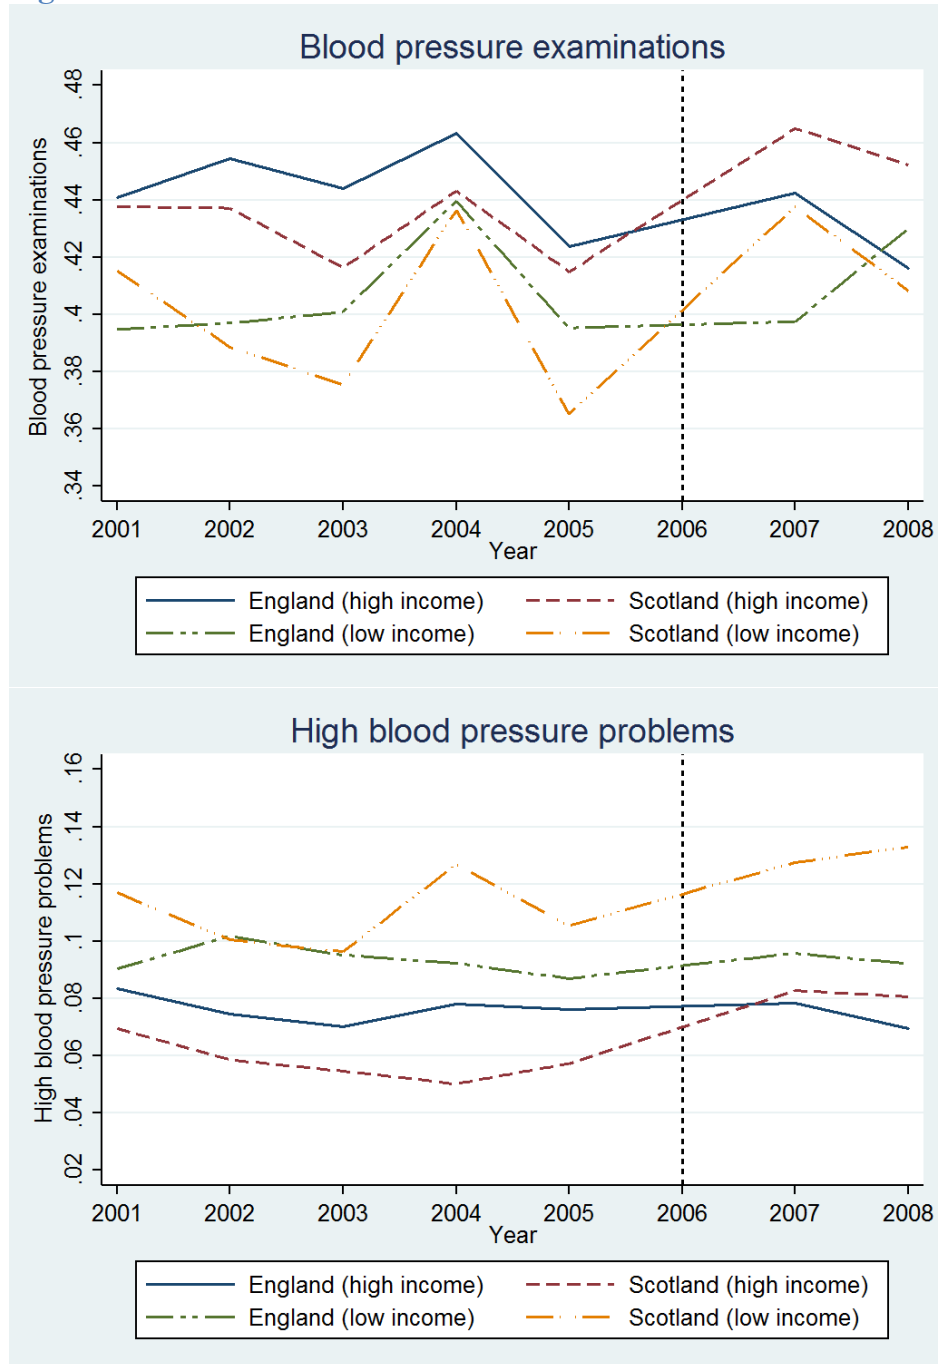 Blood pressure examinations
Blood pressure examinations
.48
.46
.44
.42
.4
.38
.36
.34
2001 2002 2003 2004 2005 2006 2007 2008
Year
England (high income) Scotland (high income)
England (low income) Scotland (low income)
High blood pressure problems
High blood pressure problems
.16
.14
.12
.1
.08
.06
.04
.02
2001 2002 2003 2004 2005 2006 2007 2008
Year
England (high income) Scotland (high income)
England (low income) Scotland (low income)